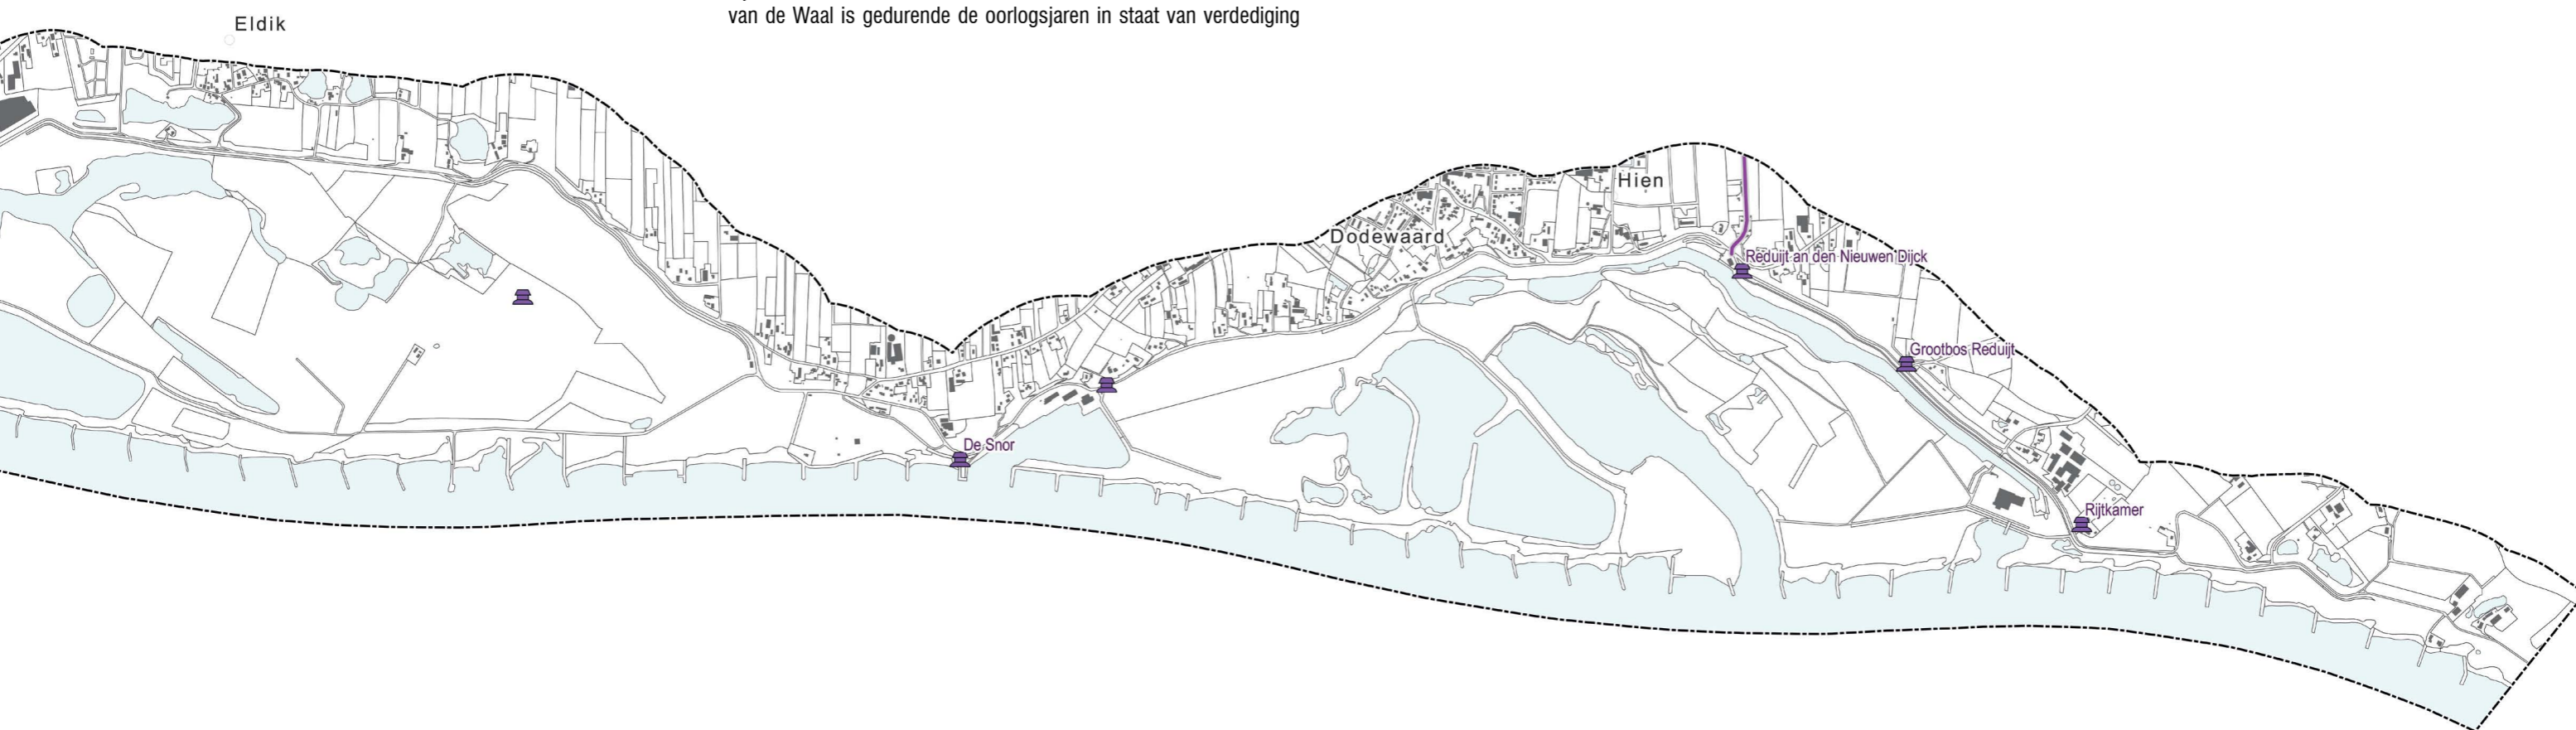 van de Waal is gedurende de oorlogsjaren in staat van verdediging
Eldik
Hien
Dodewaard
Reduijt an den Nieuwen Dijck
Grootbos Reduijt
De Snor
Rijtkamer